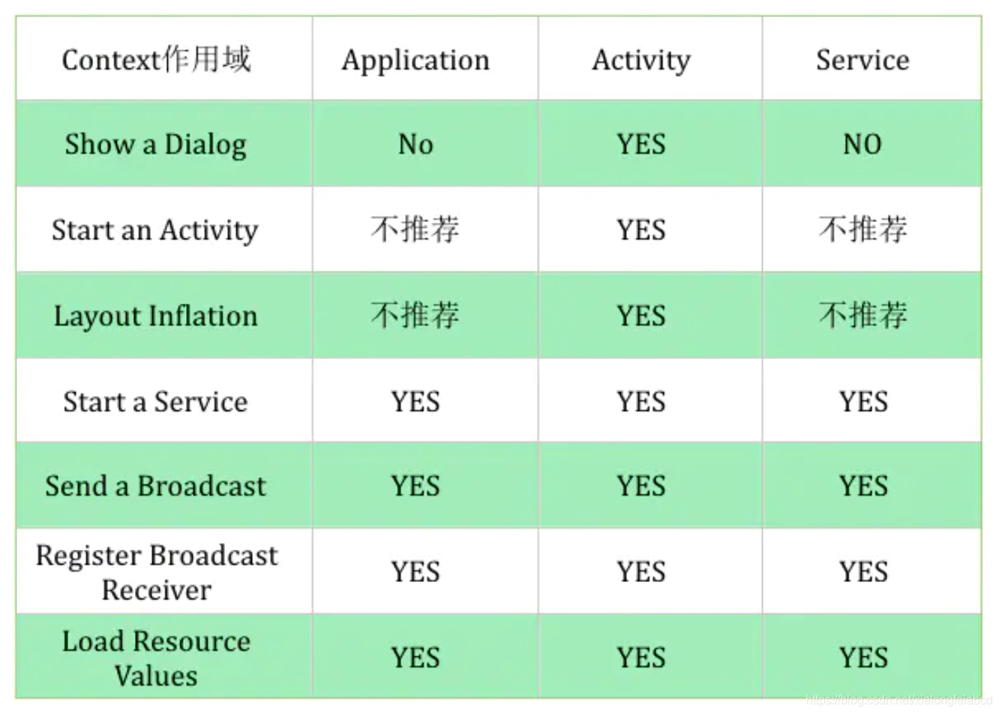 Context作用域 Application Activity Service
Show a Dialog No YES NO
Start an Activity 不推荐 YES 不推荐
Layout Inflation 不推荐 YES 不推荐
Start a Service YES YES YES
Send a Broadcast YES YES YES
Register Broadcast
Receiver YES YES YES
Load Resource
Values YES YES YES
https://blog.csdn.net/xielongfeiabcd